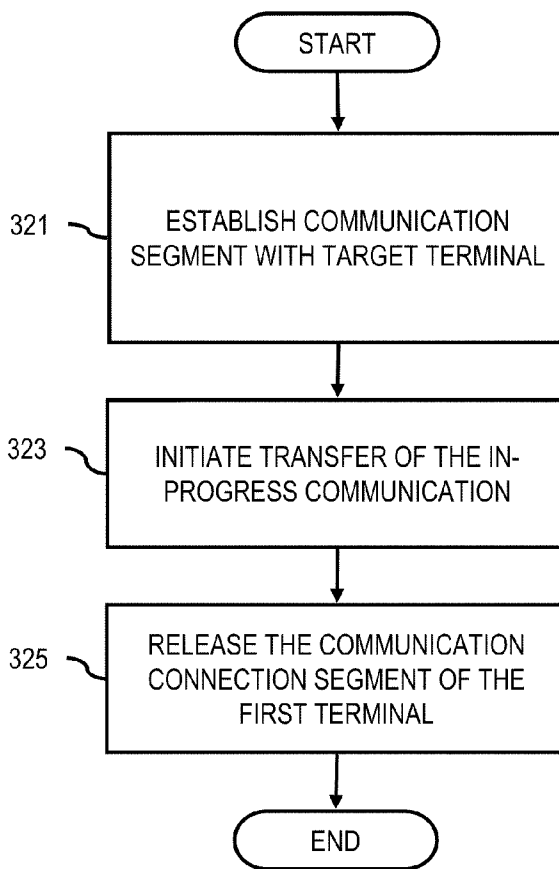 START
321
ESTABLISH COMMUNICATION
SEGMENT WITH TARGET TERMINAL
323
INITIATE TRANSFER OF THE IN-
PROGRESS COMMUNICATION
325
RELEASE THE COMMUNICATION
CONNECTION SEGMENT OF THE
FIRST TERMINAL
END